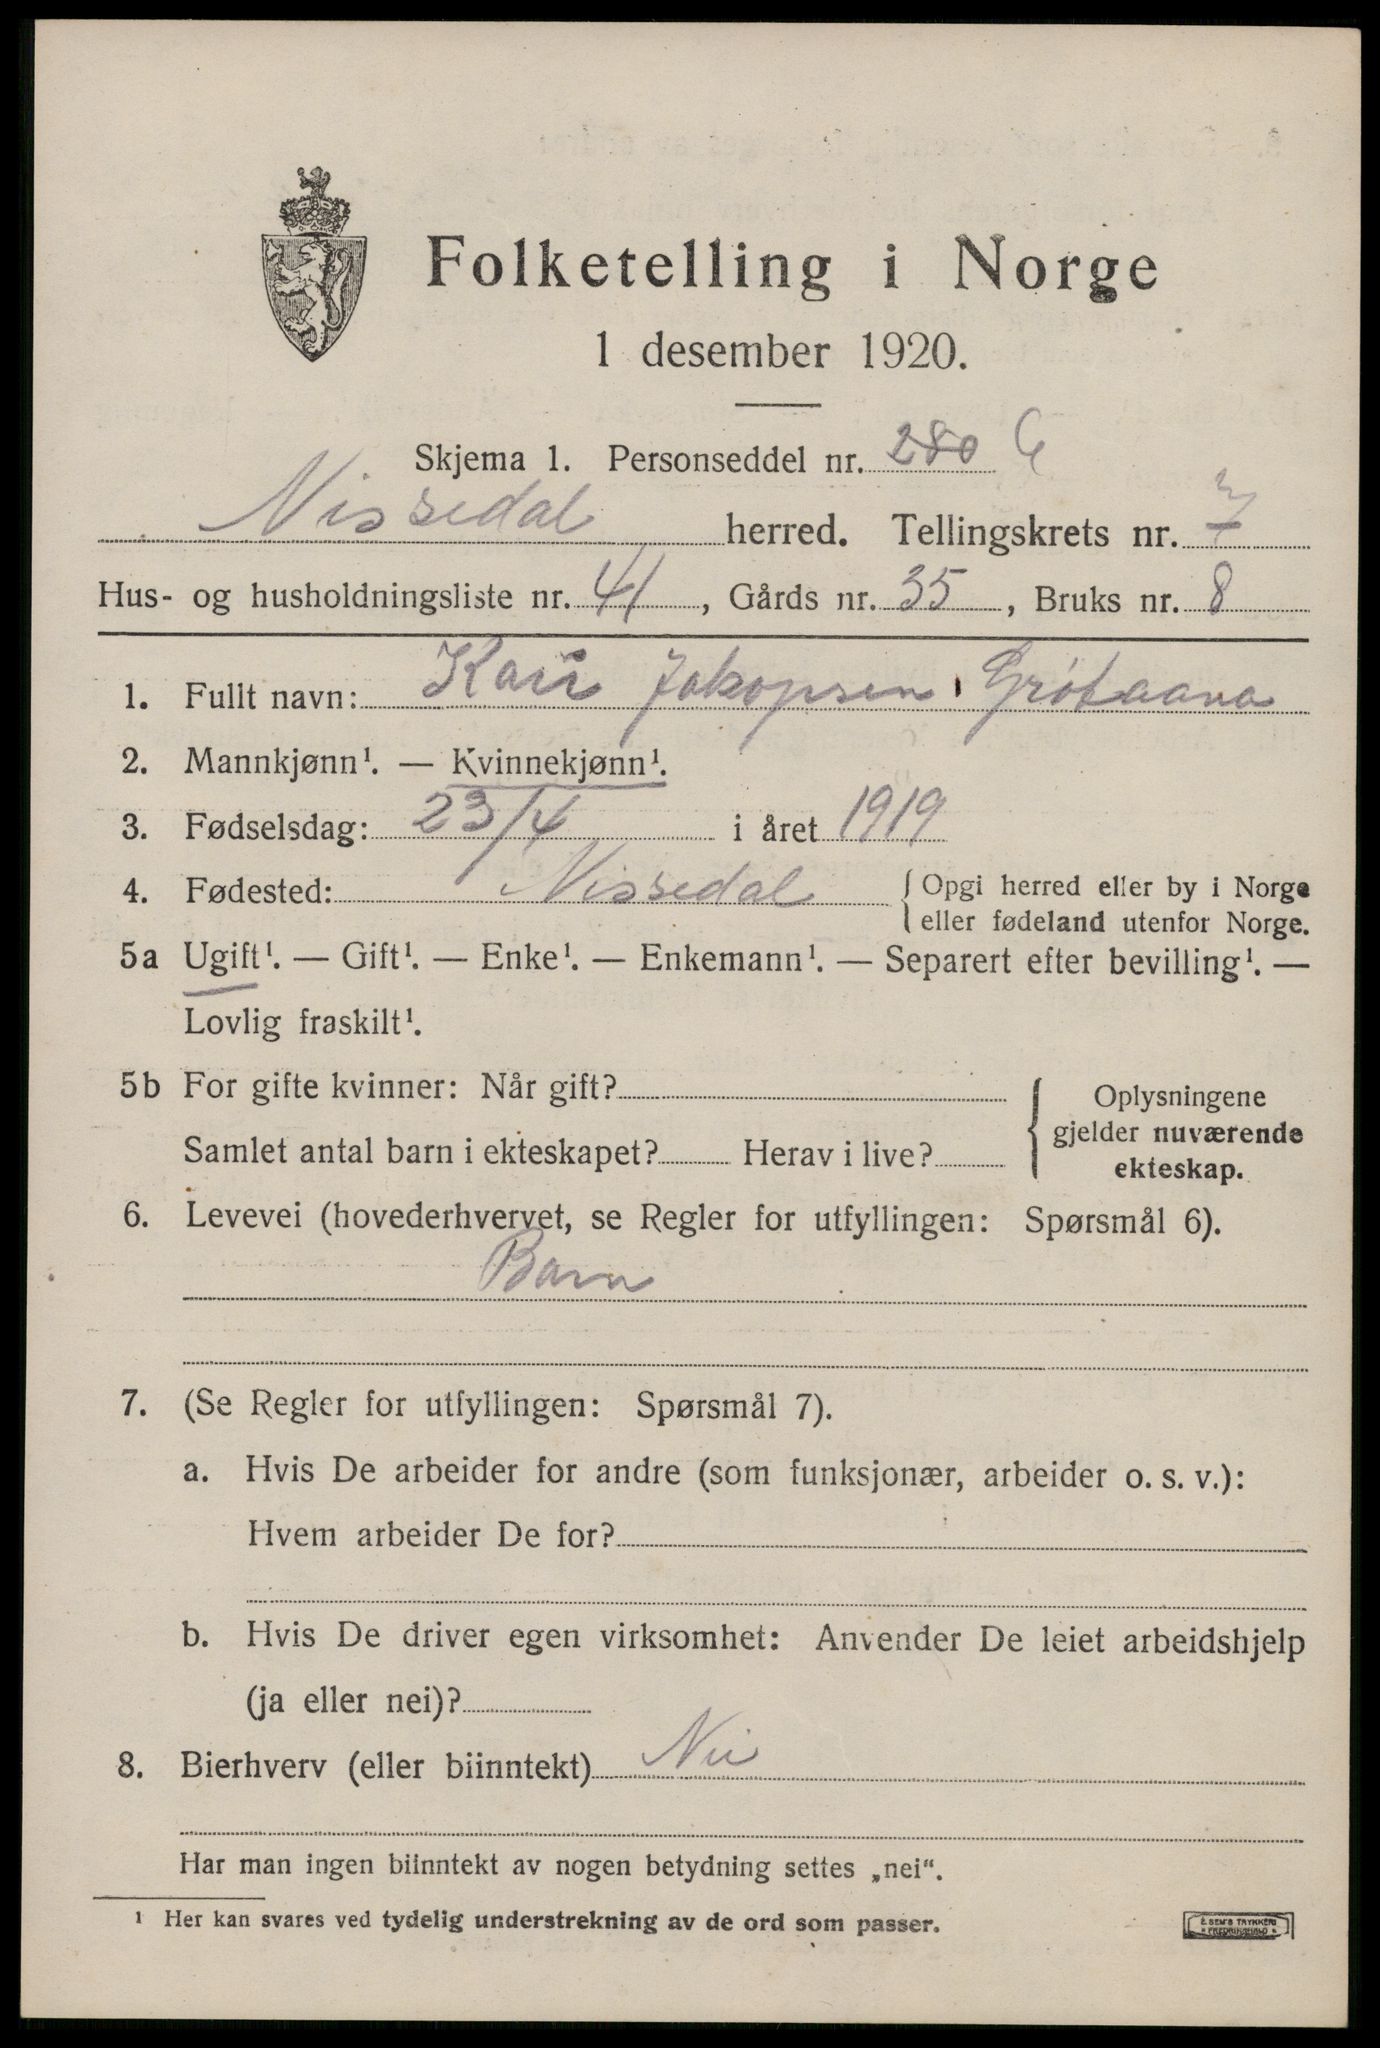 Folketelling i Norge
1 desember 1920.
Skjema 1. Personseddel nr. 280 6
Nissedal herred. Tellingskrets nr. 7
Hus- og husholdningsliste nr. 41, Gårds nr. 35, Bruks nr. 8
1. Fullt navn: Kari Jakopsen Grötaana
2. Mannkjønn¹. — Kvinnekjønn¹.
3. Fødselsdag: 23/4 i året 1919
4. Fødested: Nissedal {Opgi herred eller by i Norge
eller fødeland utenfor Norge.
5a Ugift¹. — Gift¹. — Enke¹. — Enkemann¹. — Separert efter bevilling¹. —
Lovlig fraskilt¹.
5b For gifte kvinner: Når gift?
Samlet antal barn i ekteskapet? Herav i live?
Oplysningene
gjelder nuværende
ekteskap.
6. Levevei (hovederhvervet, se Regler for utfyllingen: Spørsmål 6).
Barn
7. (Se Regler for utfyllingen: Spørsmål 7).
a. Hvis De arbeider for andre (som funksjonær, arbeider o. s. v.):
Hvem arbeider De for?
b. Hvis De driver egen virksomhet: Anvender De leiet arbeidshjelp
(ja eller nei)?
8. Bierhverv (eller biinntekt) Nei
Har man ingen biinntekt av nogen betydning settes „nei“.
¹ Her kan svares ved tydelig understrekning av de ord som passer.
E. SEM'S TRYKKERI
FREDRIKSHALD